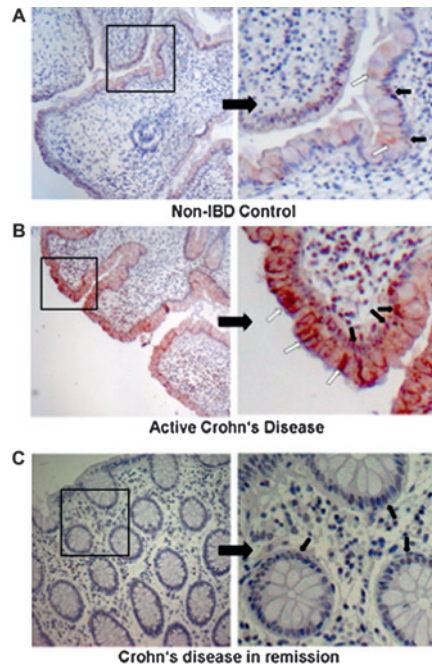 A
Non-IBD Control
B
Active Crohn's Disease
C
Crohn's disease in remission